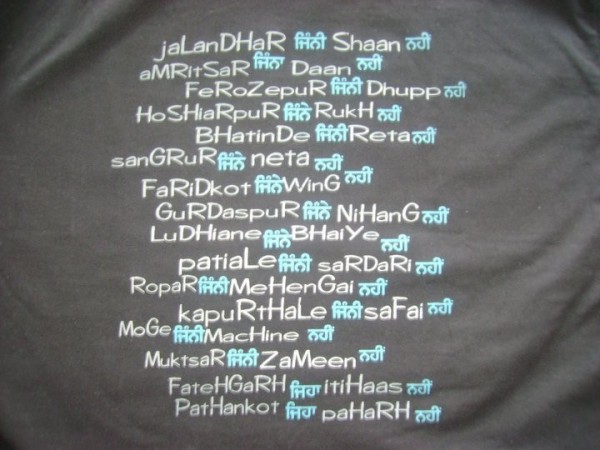 jaLanDHaR ਜਿੰਨੀ Shaan ਨਹੀਂ
aMRitSaR ਜਿੰਨਾ Daan ਨਹੀਂ
FeRoZepuR ਜਿੰਨੀ Dhupp ਨਹੀਂ
HoSHiaRpuR ਜਿੰਨੇ RukH ਨਹੀਂ
BHatinDe ਜਿੰਨੀ Reta ਨਹੀਂ
sanGRuR ਜਿੰਨੇ neta ਨਹੀਂ
FaRiDkot ਜਿੰਨੇ WinG ਨਹੀਂ
GuRDaspuR ਜਿੰਨੇ NiHanG ਨਹੀਂ
LuDHiane ਜਿੰਨੇ BHaiYe ਨਹੀਂ
patiaLe ਜਿੰਨੀ saRDaRi ਨਹੀਂ
RopaR ਜਿੰਨੀ MeHenGai ਨਹੀਂ
kapuRtHaLe ਜਿੰਨੀ saFai ਨਹੀਂ
MoGe ਜਿੰਨੀ MacHine ਨਹੀਂ
MuktsaR ਜਿੰਨੀ ZaMeen ਨਹੀਂ
FateHGaRH ਜਿਹਾ itiHaas ਨਹੀਂ
PatHankot ਜਿਹਾ paHaRH ਨਹੀਂ